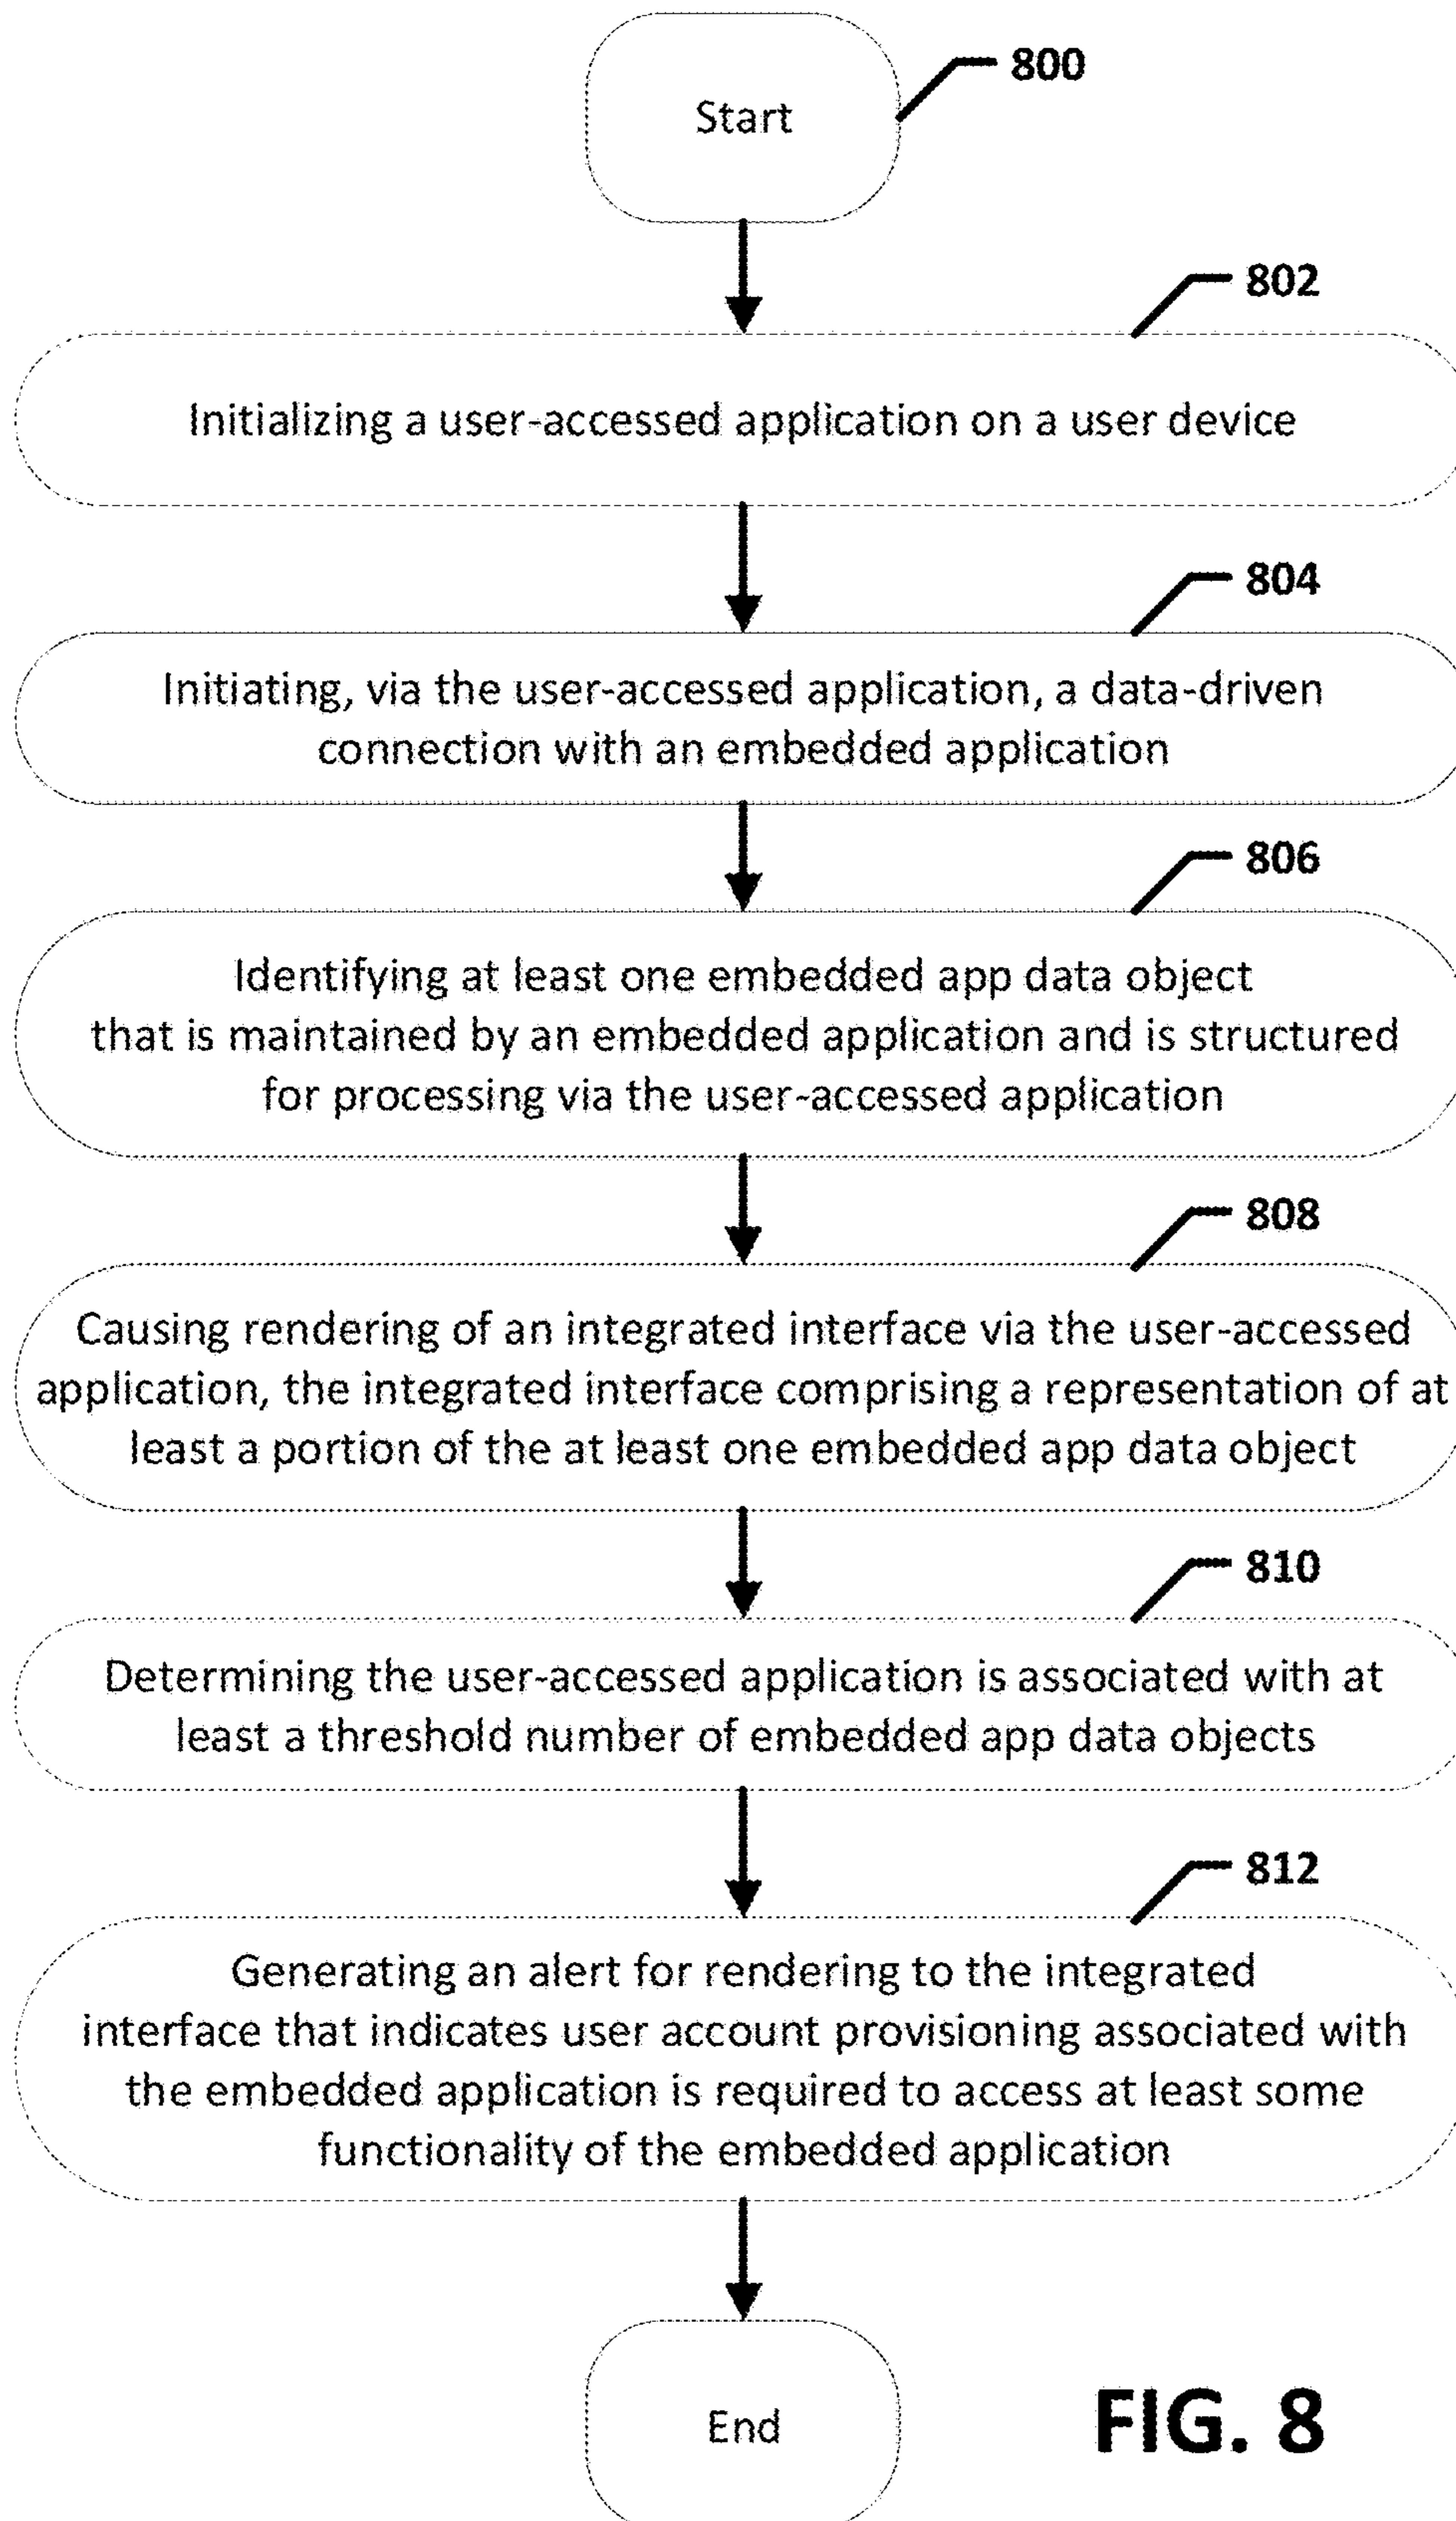 800
Start
802
Initializing a user-accessed application on a user device
804
Initiating, via the user-accessed application, a data-driven
connection with an embedded application
806
Identifying at least one embedded app data object
that is maintained by an embedded application and is structured
for processing via the user-accessed application
808
Causing rendering of an integrated interface via the user-accessed
application, the integrated interface comprising a representation of at
least a portion of the at least one embedded app data object
810
Determining the user-accessed application is associated with at
least a threshold number of embedded app data objects
812
Generating an alert for rendering to the integrated
interface that indicates user account provisioning associated with
the embedded application is required to access at least some
functionality of the embedded application
End
FIG. 8